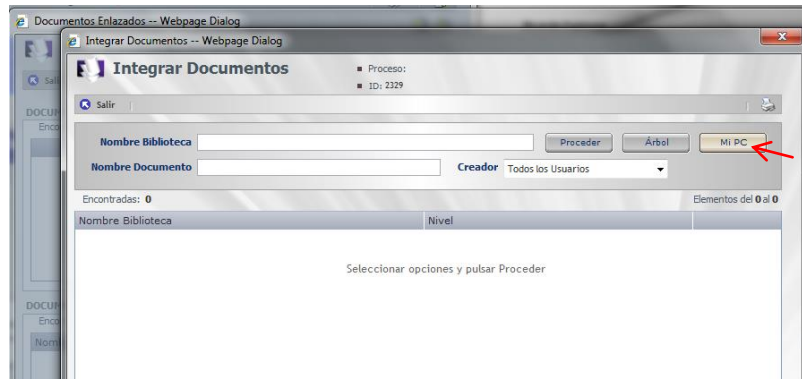 Documentos Enlazados -- Webpage Dialog
Integrar Documentos -- Webpage Dialog
Integrar Documentos
Proceso:
ID: 2329
Salir
Nombre Biblioteca
Proceder
Árbol
Mi PC
Nombre Documento
Creador
Todos los Usuarios
Encontradas: 0
Elementos del 0 al 0
Nombre Biblioteca
Nivel
Seleccionar opciones y pulsar Proceder